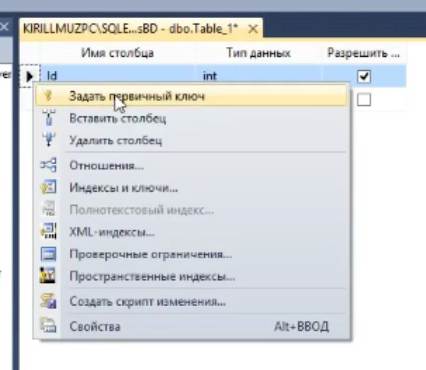 KIRILLMUZPC\SQLE...sBD - dbo.Table_1*
Имя столбца Тип данных Разрешить ...
Id int
Задать первичный ключ
Вставить столбец
Удалить столбец
Отношения...
Индексы и ключи...
Полнотекстовый индекс...
XML-индексы...
Проверочные ограничения...
Пространственные индексы...
Создать скрипт изменения...
Свойства Alt+ВВОД